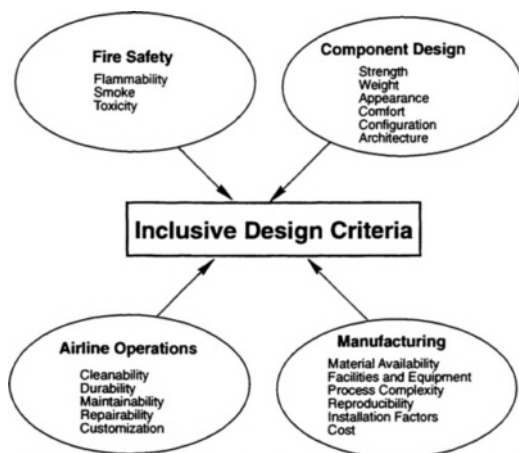 Fire Safety
Flammability
Smoke
Toxicity
Component Design
Strength
Weight
Appearance
Comfort
Configuration
Architecture
Inclusive Design Criteria
Airline Operations
Cleanability
Durability
Maintainability
Repairability
Customization
Manufacturing
Material Availability
Facilities and Equipment
Process Complexity
Reproducibility
Installation Factors
Cost